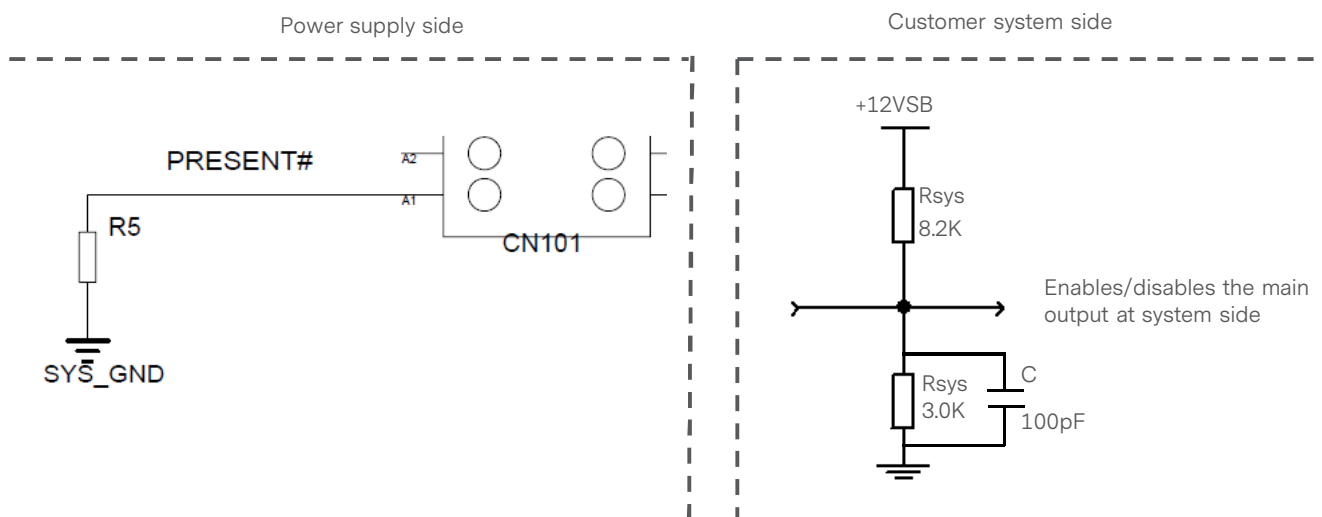 Power supply side
Customer system side
PRESENT#
A2
A1
R5
CN101
SYS_GND
+12VSB
Rsys
8.2K
Enables/disables the main
output at system side
Rsys
3.0K
C
100pF